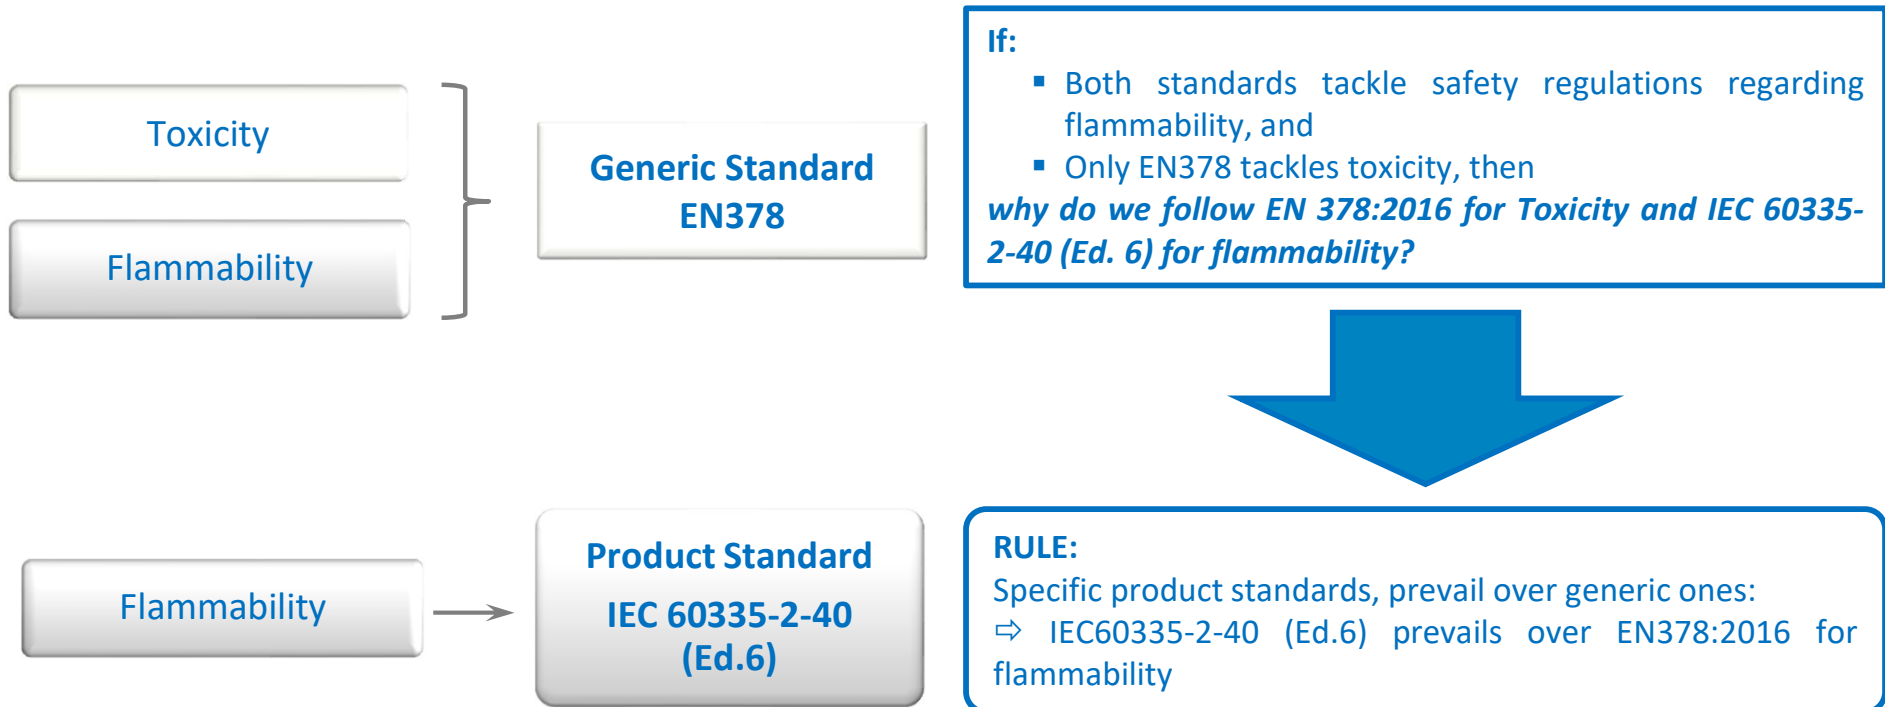 Toxicity
Flammability
Generic Standard
EN378
If:
▪ Both standards tackle safety regulations regarding
flammability, and
▪ Only EN378 tackles toxicity, then
why do we follow EN 378:2016 for Toxicity and IEC 60335-
2-40 (Ed. 6) for flammability?
Flammability
Product Standard
IEC 60335-2-40
(Ed.6)
RULE:
Specific product standards, prevail over generic ones:
⇨ IEC60335-2-40 (Ed.6) prevails over EN378:2016 for
flammability